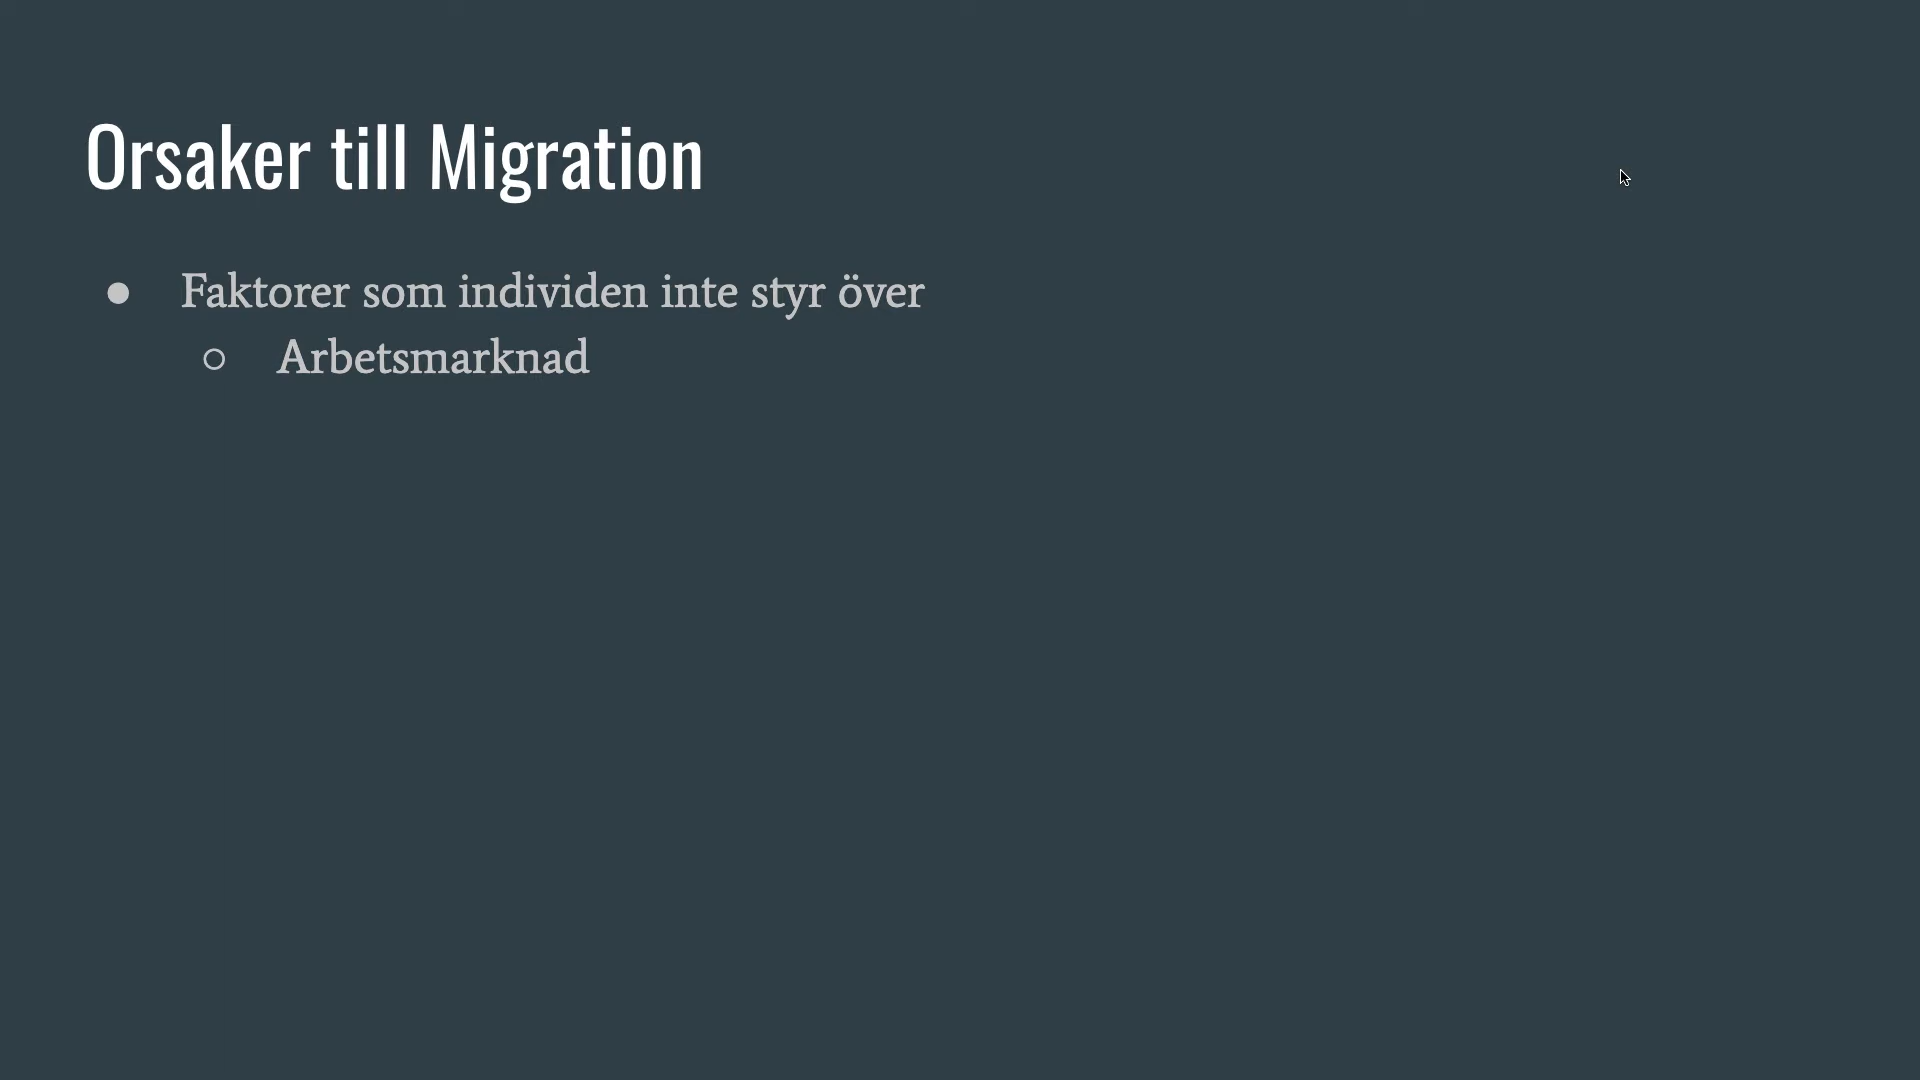 Orsaker till Migration
● Faktorer som individen inte styr över
○ Arbetsmarknad